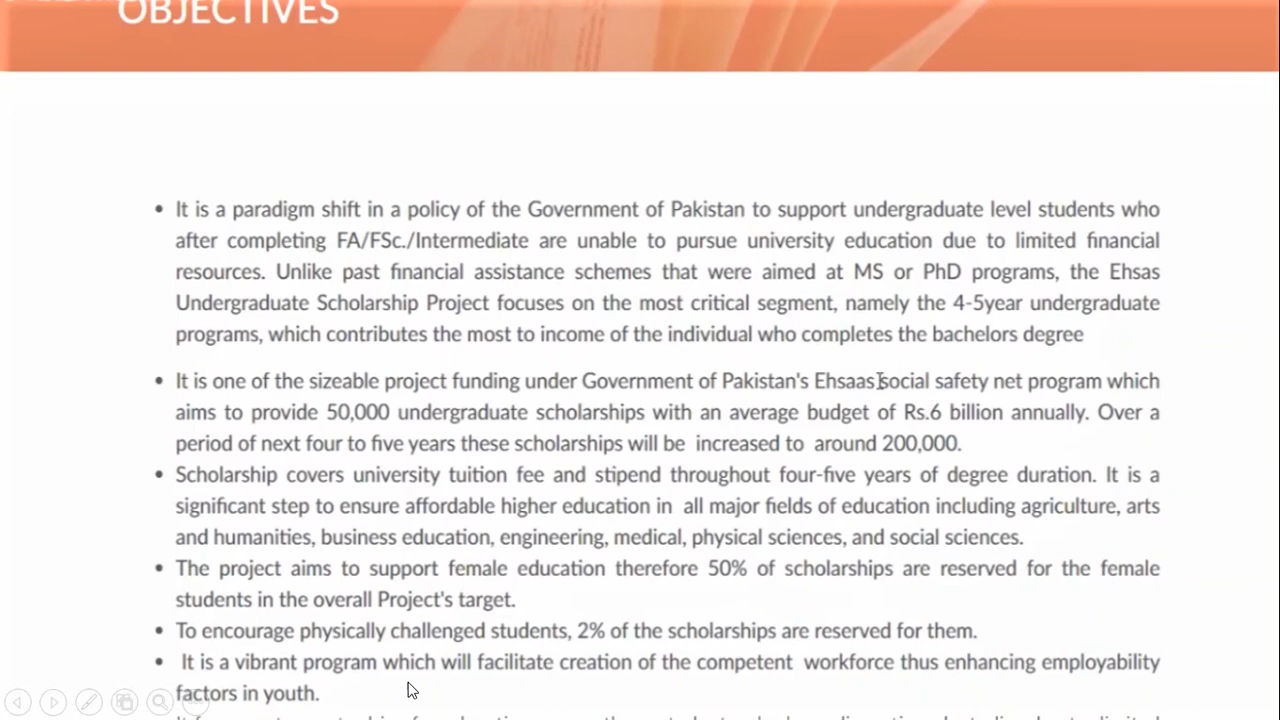 OBJECTIVES
• It is a paradigm shift in a policy of the Government of Pakistan to support undergraduate level students who
after completing FA/FSc./Intermediate are unable to pursue university education due to limited financial
resources. Unlike past financial assistance schemes that were aimed at MS or PhD programs, the Ehsas
Undergraduate Scholarship Project focuses on the most critical segment, namely the 4-5year undergraduate
programs, which contributes the most to income of the individual who completes the bachelors degree
• It is one of the sizeable project funding under Government of Pakistan's Ehsaas social safety net program which
aims to provide 50,000 undergraduate scholarships with an average budget of Rs.6 billion annually. Over a
period of next four to five years these scholarships will be increased to around 200,000.
• Scholarship covers university tuition fee and stipend throughout four-five years of degree duration. It is a
significant step to ensure affordable higher education in all major fields of education including agriculture, arts
and humanities, business education, engineering, medical, physical sciences, and social sciences.
• The project aims to support female education therefore 50% of scholarships are reserved for the female
students in the overall Project's target.
• To encourage physically challenged students, 2% of the scholarships are reserved for them.
• It is a vibrant program which will facilitate creation of the competent workforce thus enhancing employability
factors in youth.